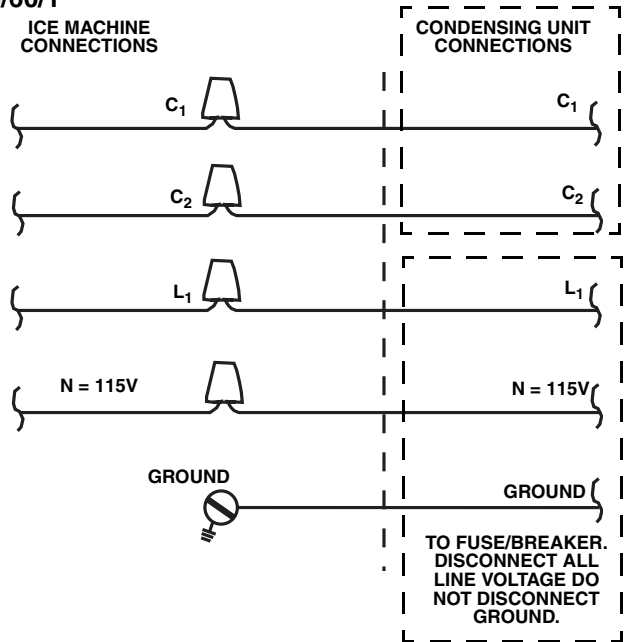 ICE MACHINE
CONNECTIONS
CONDENSING UNIT
CONNECTIONS
C1
C1
C2
C2
L1
L1
N = 115V
N = 115V
GROUND
GROUND
TO FUSE/BREAKER.
DISCONNECT ALL
LINE VOLTAGE DO
NOT DISCONNECT
GROUND.